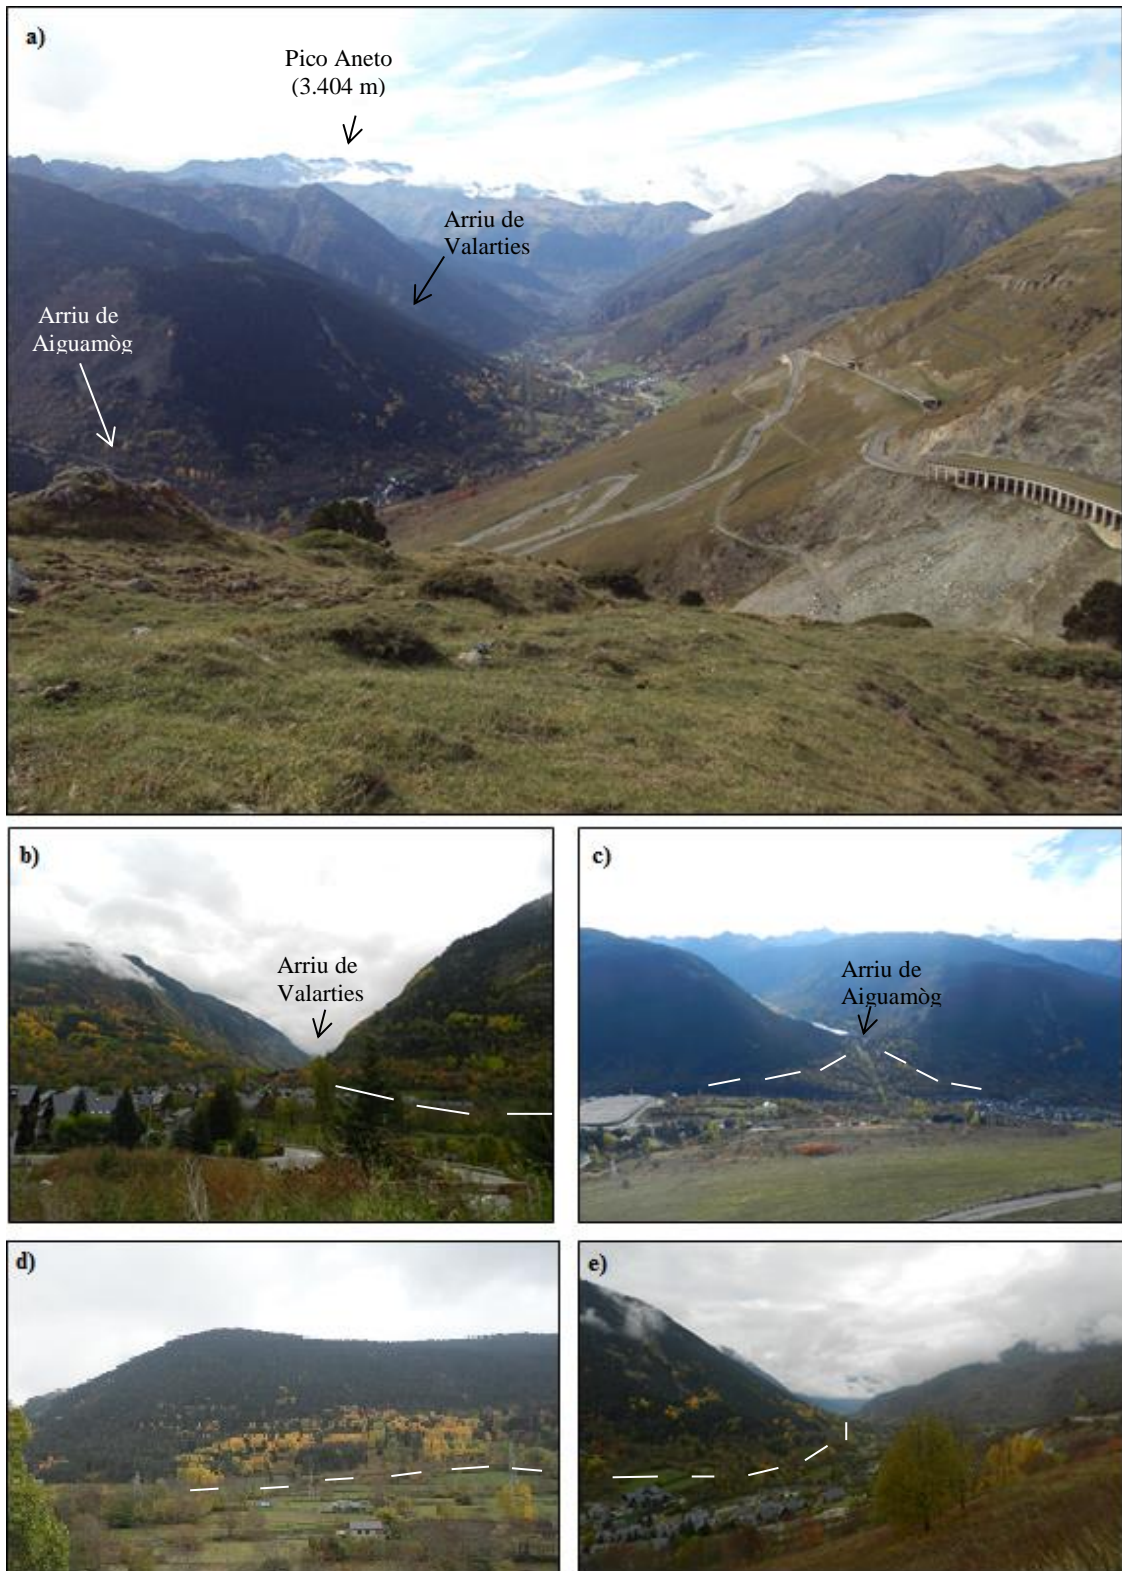 a)
Pico Aneto
(3.404 m)
Arriu de
Valarties
Arriu de
Aiguamòg
b)
Arriu de
Valarties
c)
Arriu de
Aiguamòg
d)
e)